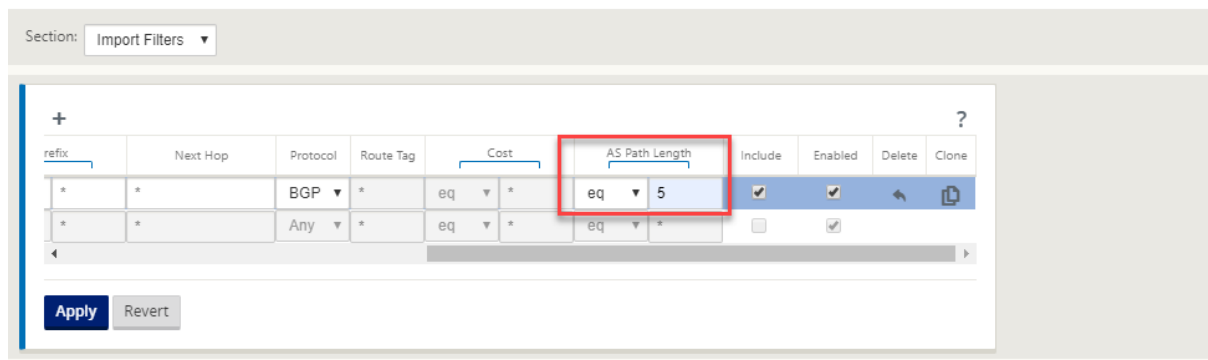 Section: Import Filters ▼
+ ?
refix Next Hop Protocol Route Tag Cost AS Path Length Include Enabled Delete Clone
* * BGP ▼ * eq ▼ * eq ▼ 5
* * Any ▼ * eq ▼ * eq ▼ *
Apply Revert